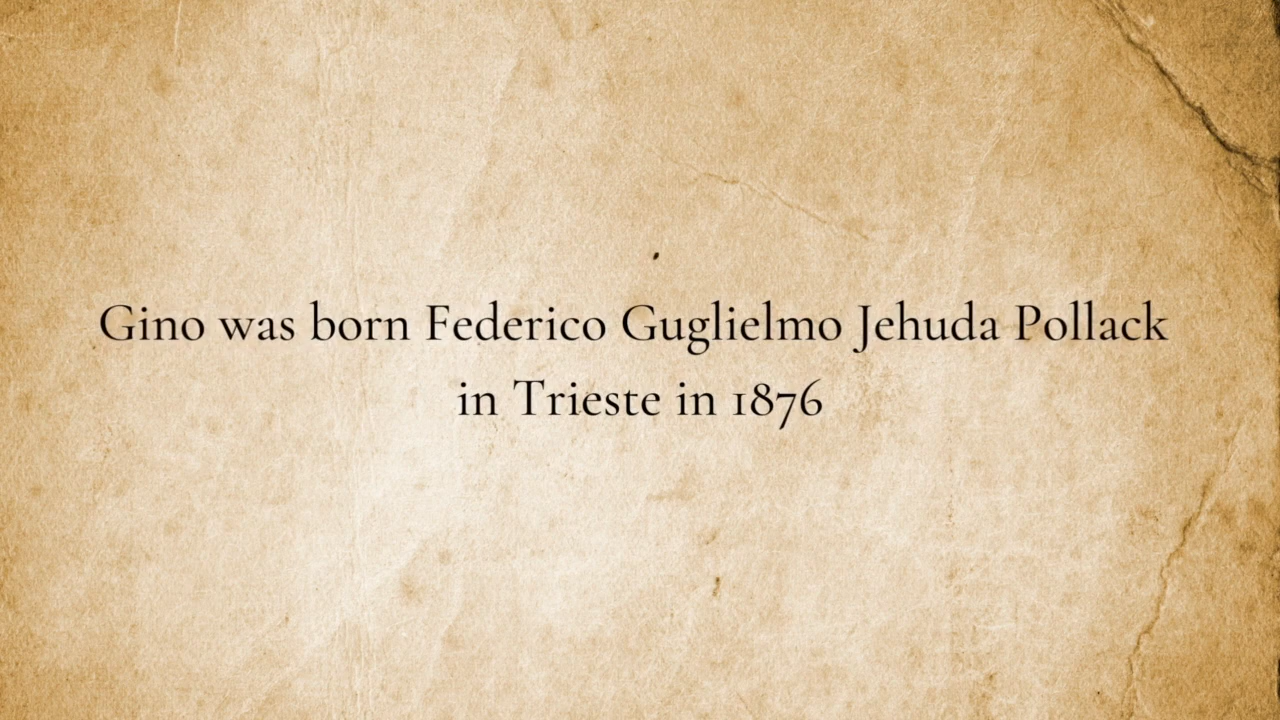 Gino was born Federico Guglielmo Jehuda Pollack
in Trieste in 1876